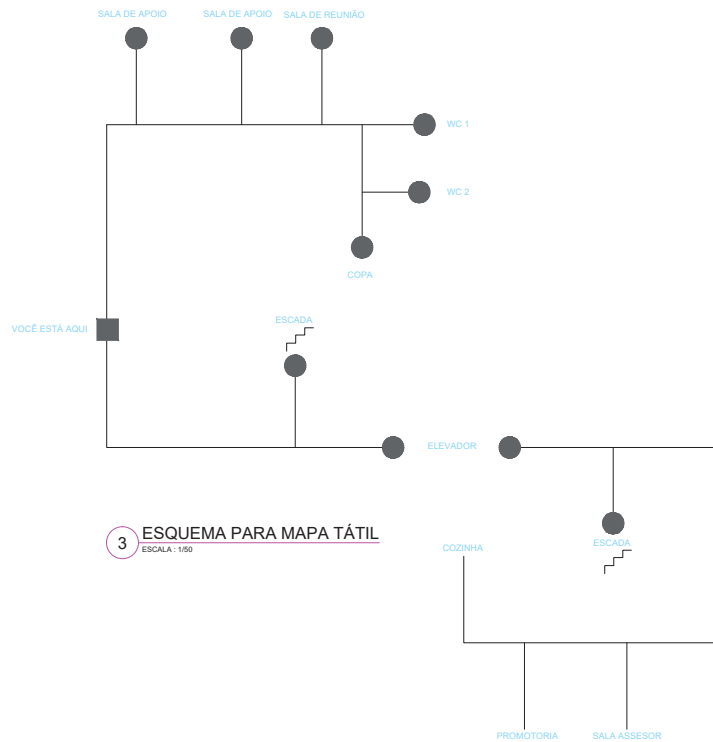 SALA DE APOIO
SALA DE APOIO
SALA DE REUNIÃO
WC 1
WC 2
COPA
VOCÊ ESTÁ AQUI
ESCADA
ELEVADOR
3 ESQUEMA PARA MAPA TÁTIL
ESCALA : 1/50
COZINHA
ESCADA
PROMOTORIA
SALA ASSESOR